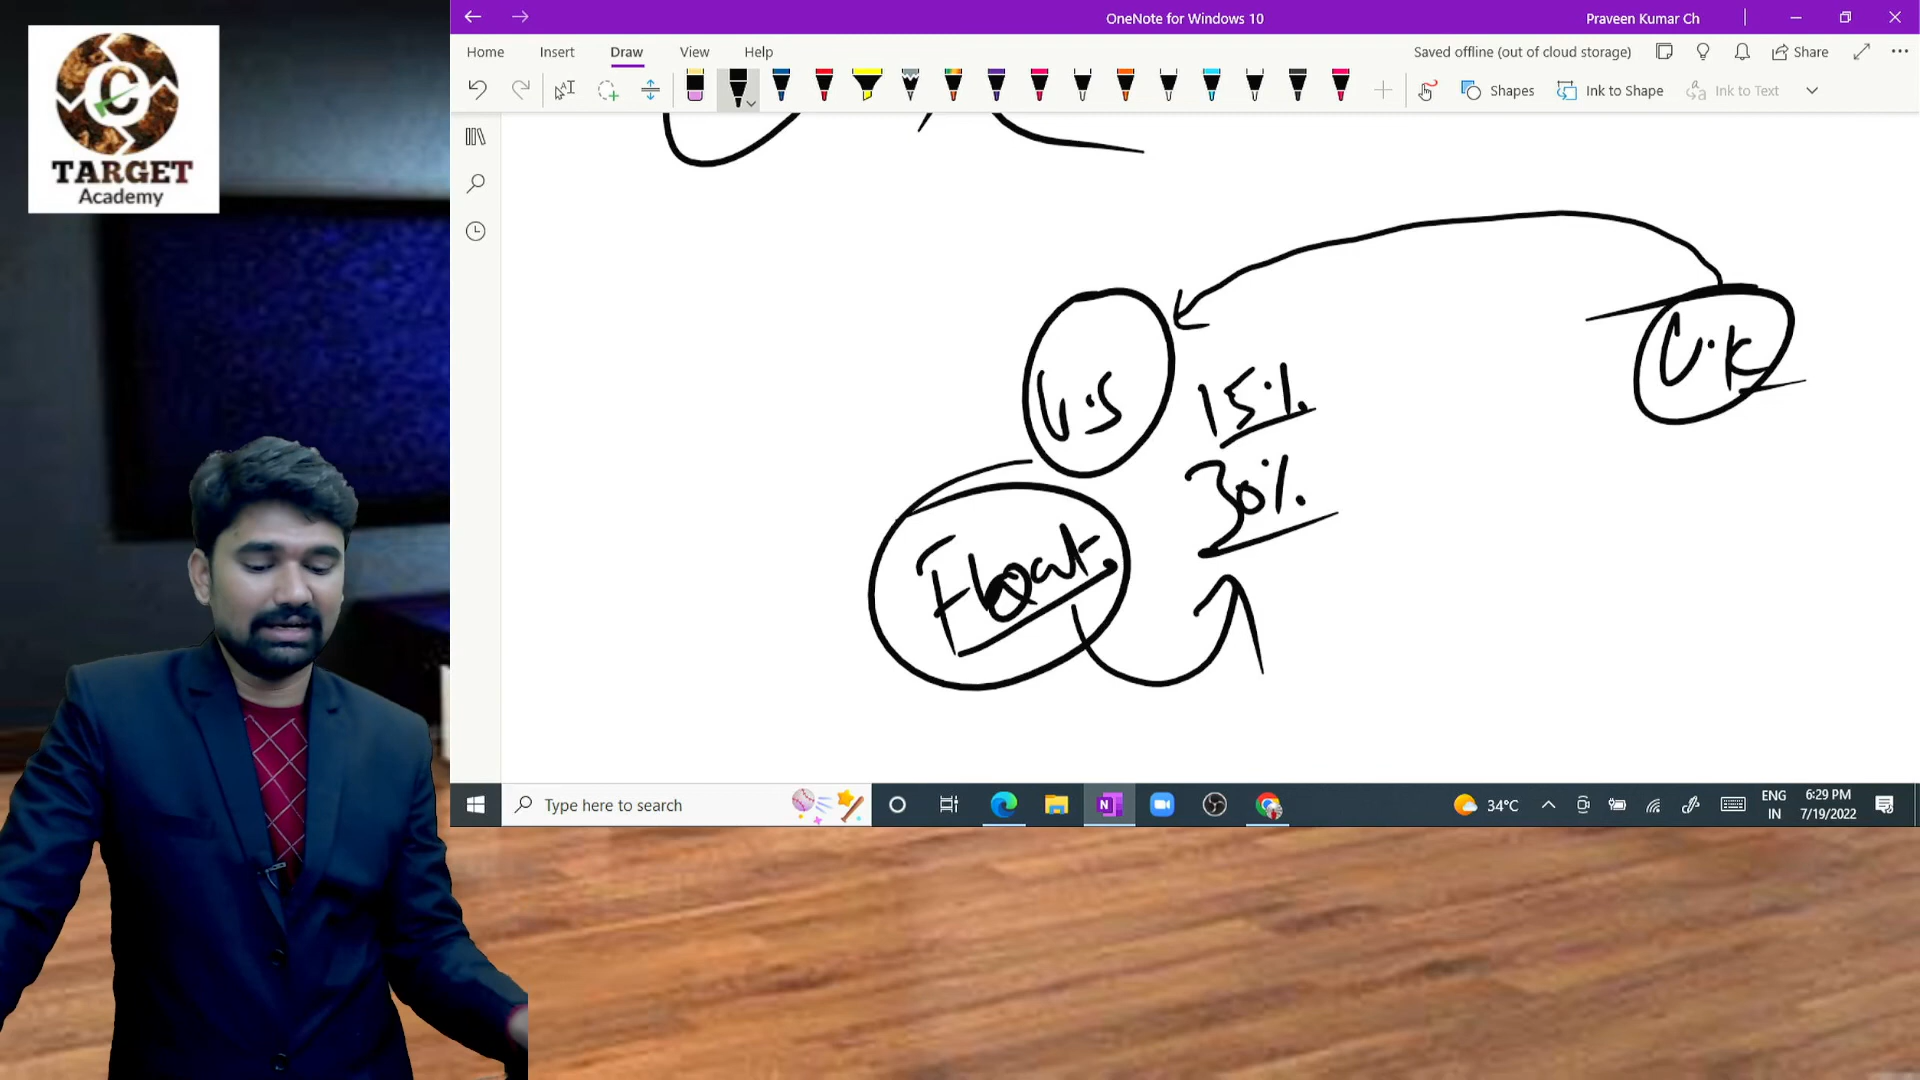 TARGET
Academy
OneNote for Windows 10
Praveen Kumar Ch
Home Insert Draw View Help
Saved offline (out of cloud storage)
Share
Shapes
Ink to Shape
Ink to Text
U.K
U.S
15%
30%
Float
Type here to search
N
34°C
ENG
IN
6:29 PM
7/19/2022